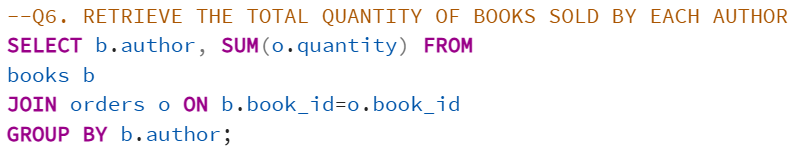 --Q6. RETRIEVE THE TOTAL QUANTITY OF BOOKS SOLD BY EACH AUTHOR
SELECT b.author, SUM(o.quantity) FROM
books b
JOIN orders o ON b.book_id=o.book_id
GROUP BY b.author;